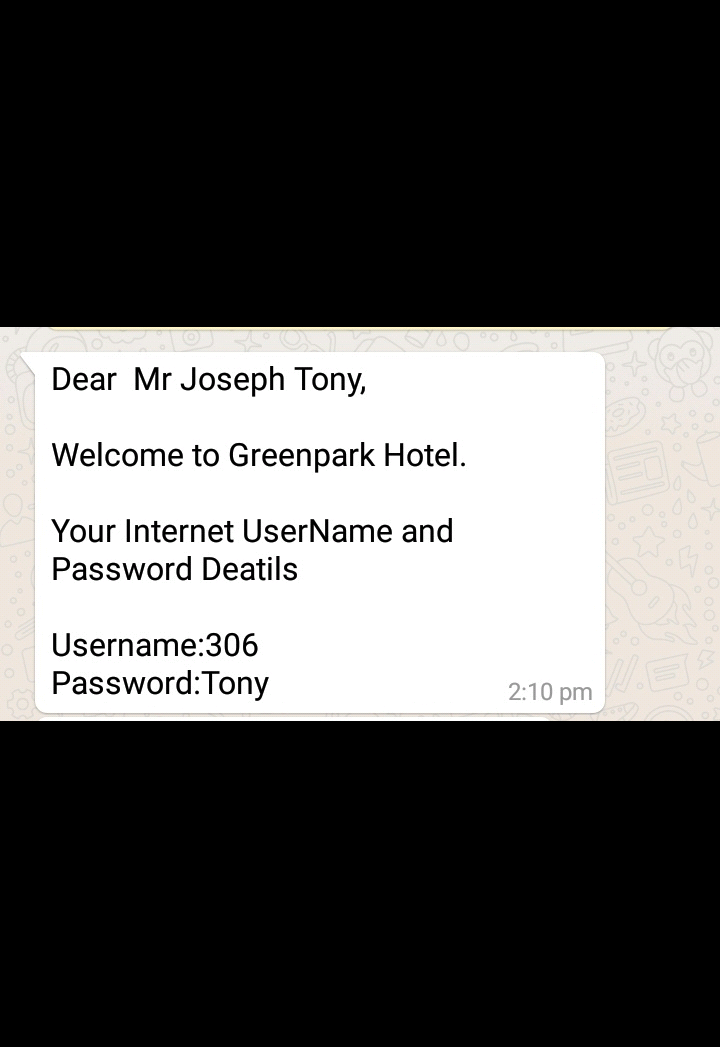 Dear  Mr Joseph Tony,
Welcome to Greenpark Hotel.
Your Internet UserName and
Password Deatils
Username:306
Password:Tony
2:10 pm